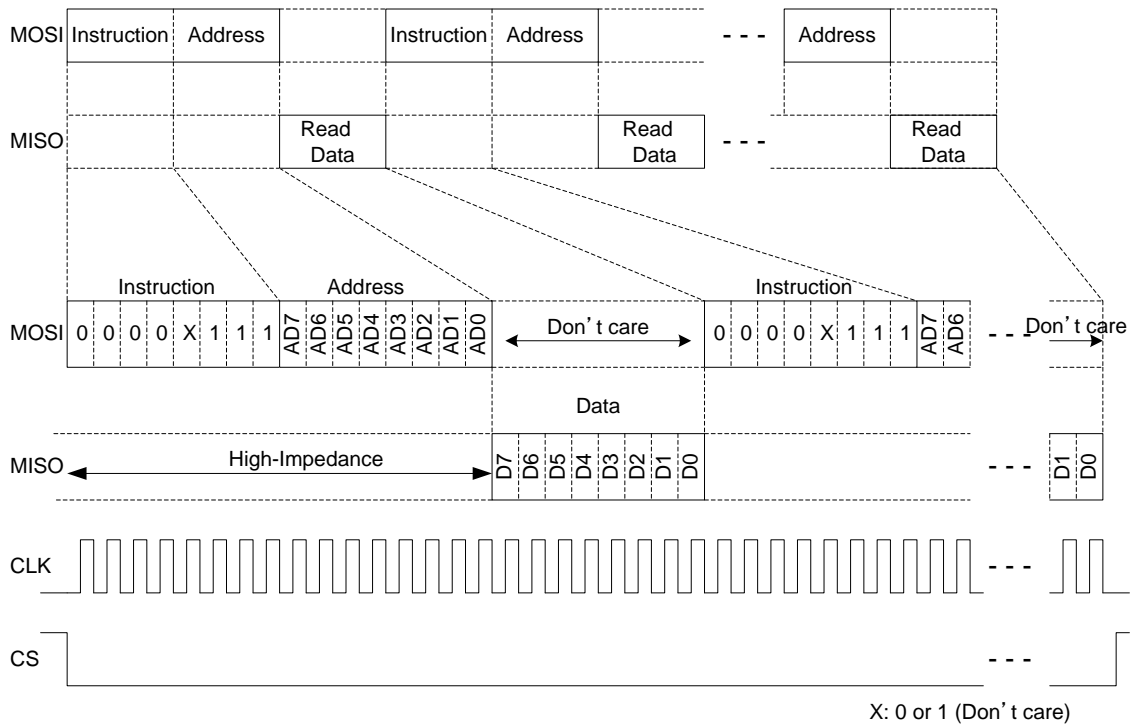 MOSI Instruction Address Instruction Address - - - Address
MISO Read Data Read Data - - - Read Data
Instruction Address Instruction
MOSI 0 0 0 0 X 1 1 1 AD7 AD6 AD5 AD4 AD3 AD2 AD1 AD0 Don't care 0 0 0 0 X 1 1 1 AD7 AD6 - - - Don't care
Data
MISO High-Impedance D7 D6 D5 D4 D3 D2 D1 D0 - - - D1 D0
CLK - - -
CS - - -
X: 0 or 1 (Don't care)